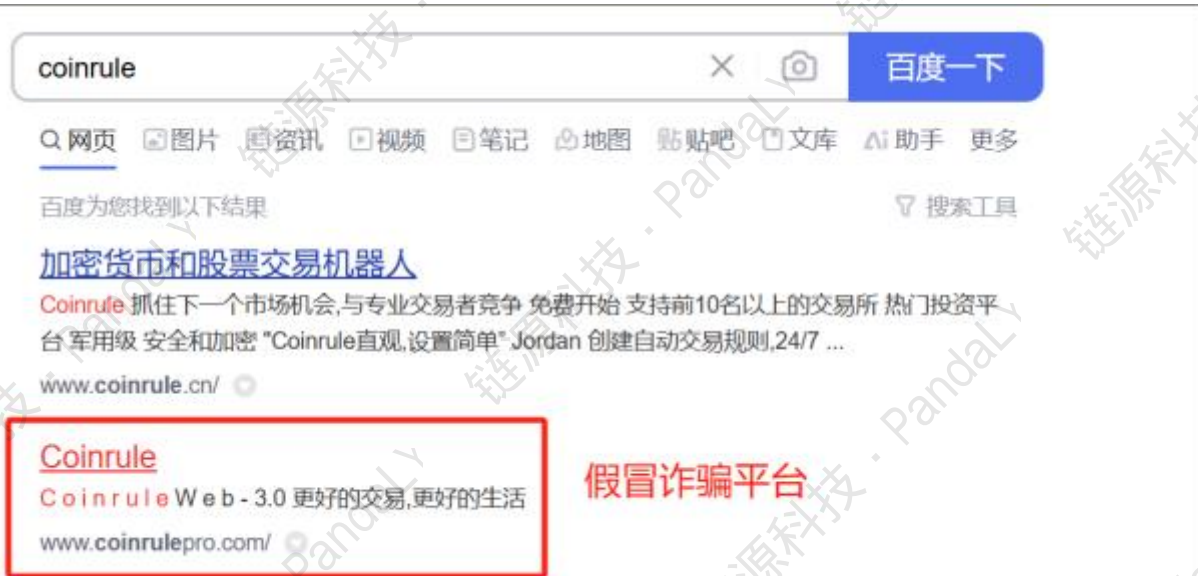 coinrule
百度一下
网页 图片 资讯 视频 笔记 地图 贴吧 文库 助手 更多
百度为您找到以下结果
搜索工具
加密货币和股票交易机器人
Coinrule 抓住下一个市场机会,与专业交易者竞争 免费开始 支持前10名以上的交易所 热门投资平
台 军用级 安全和加密 "Coinrule直观,设置简单" Jordan 创建自动交易规则,24/7 ...
www.coinrule.cn/
Coinrule
Coinrule Web - 3.0 更好的交易,更好的生活
www.coinrulepro.com/
假冒诈骗平台
链源科技 · PandaLY